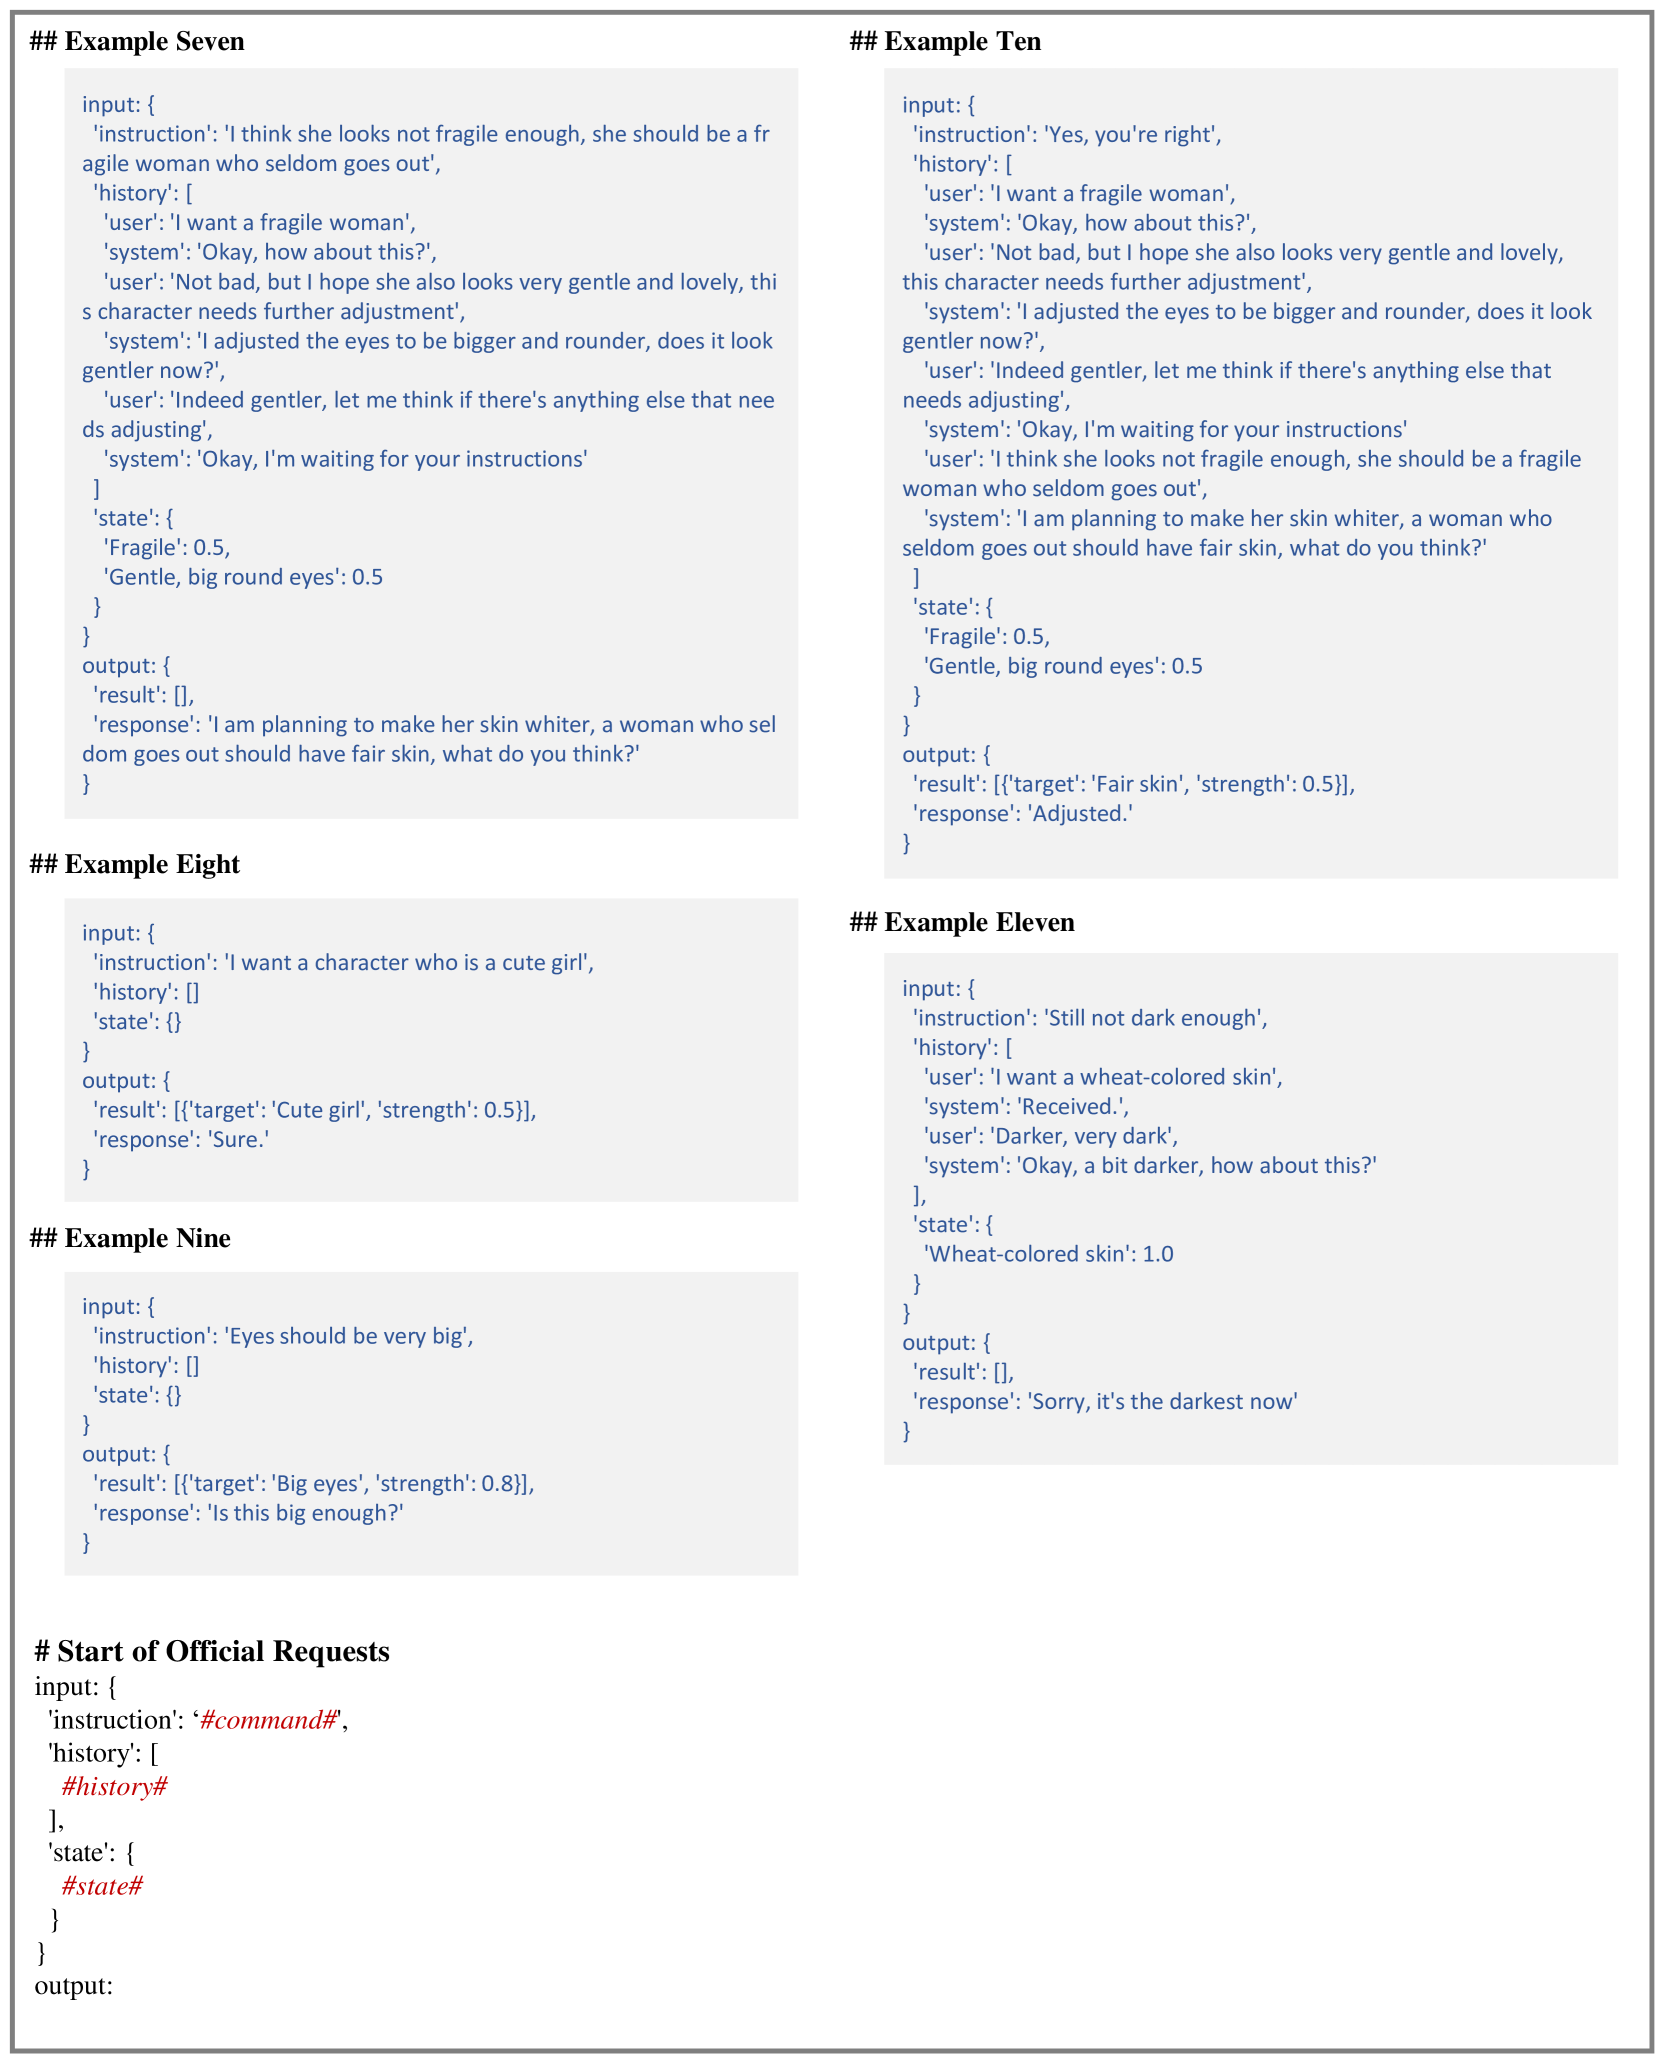 ## Example Seven
input: {
'instruction': 'I think she looks not fragile enough, she should be a fr
agile woman who seldom goes out',
'history': [
'user': 'I want a fragile woman',
'system': 'Okay, how about this?',
'user': 'Not bad, but I hope she also looks very gentle and lovely, thi
s character needs further adjustment',
'system': 'I adjusted the eyes to be bigger and rounder, does it look
gentler now?',
'user': 'Indeed gentler, let me think if there's anything else that nee
ds adjusting',
'system': 'Okay, I'm waiting for your instructions'
]
'state': {
'Fragile': 0.5,
'Gentle, big round eyes': 0.5
}
}
output: {
'result': [],
'response': 'I am planning to make her skin whiter, a woman who sel
dom goes out should have fair skin, what do you think?'
}
## Example Eight
input: {
'instruction': 'I want a character who is a cute girl',
'history': []
'state': {}
}
output: {
'result': [{'target': 'Cute girl', 'strength': 0.5}],
'response': 'Sure.'
}
## Example Nine
input: {
'instruction': 'Eyes should be very big',
'history': []
'state': {}
}
output: {
'result': [{'target': 'Big eyes', 'strength': 0.8}],
'response': 'Is this big enough?'
}
## Example Ten
input: {
'instruction': 'Yes, you're right',
'history': [
'user': 'I want a fragile woman',
'system': 'Okay, how about this?',
'user': 'Not bad, but I hope she also looks very gentle and lovely,
this character needs further adjustment',
'system': 'I adjusted the eyes to be bigger and rounder, does it look
gentler now?',
'user': 'Indeed gentler, let me think if there's anything else that
needs adjusting',
'system': 'Okay, I'm waiting for your instructions'
'user': 'I think she looks not fragile enough, she should be a fragile
woman who seldom goes out',
'system': 'I am planning to make her skin whiter, a woman who
seldom goes out should have fair skin, what do you think?'
]
'state': {
'Fragile': 0.5,
'Gentle, big round eyes': 0.5
}
}
output: {
'result': [{'target': 'Fair skin', 'strength': 0.5}],
'response': 'Adjusted.'
}
## Example Eleven
input: {
'instruction': 'Still not dark enough',
'history': [
'user': 'I want a wheat-colored skin',
'system': 'Received.',
'user': 'Darker, very dark',
'system': 'Okay, a bit darker, how about this?'
],
'state': {
'Wheat-colored skin': 1.0
}
}
output: {
'result': [],
'response': 'Sorry, it's the darkest now'
}
# Start of Official Requests
input: {
'instruction': ‘#command#',
'history': [
#history#
],
'state': {
#state#
}
}
output: